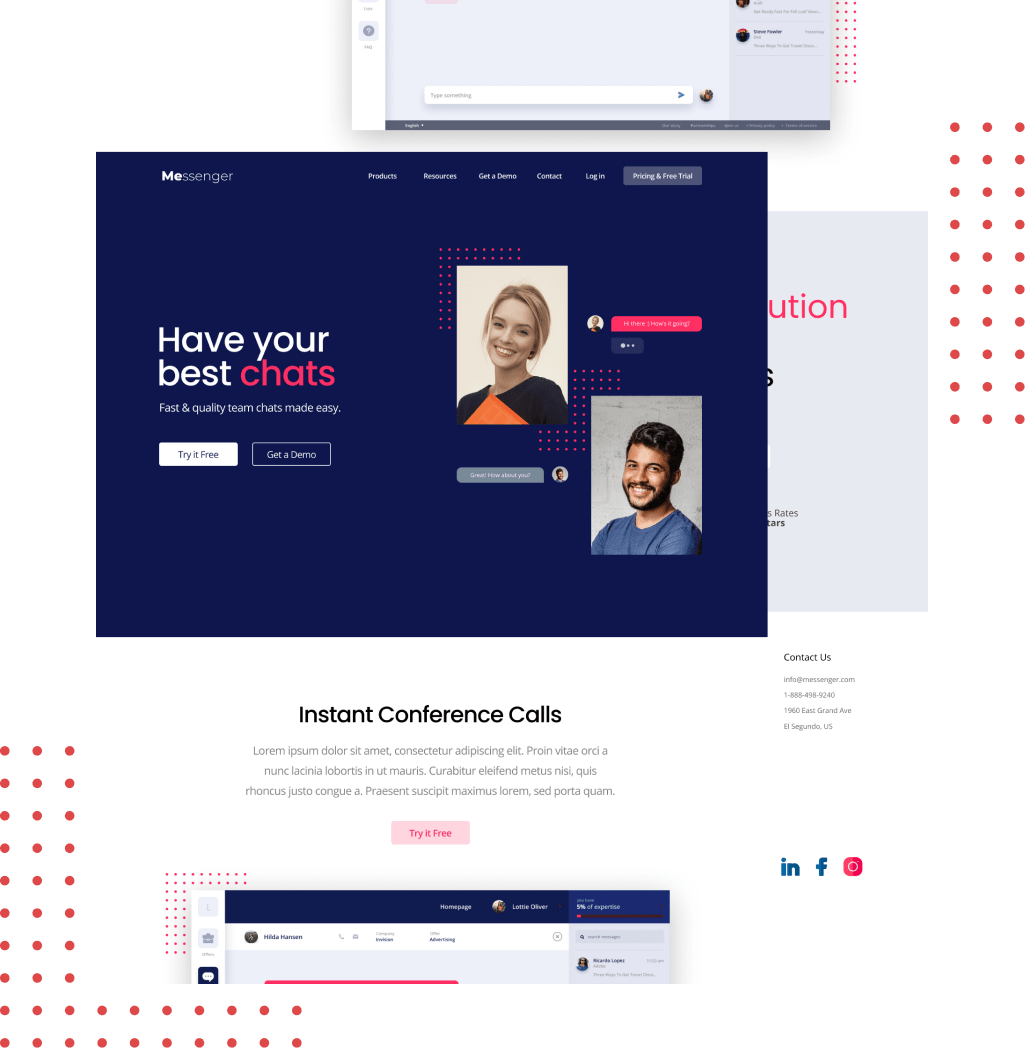 FAQ
Steve Fowler
Yesterday
Three Ways To Get Travel Disco...
Type something
English
Our story
Privacy policy
Terms of service
Messenger
Products
Resources
Get a Demo
Contact
Log in
Pricing & Free Trial
ution
Hi there :) How's it going?
Have your
best chats
s
Fast & quality team chats made easy.
Try it Free
Get a Demo
Great! How about you?
s Rates
tars
Contact Us
info@messenger.com
1-888-498-9240
1960 East Grand Ave
El Segundo, US
Instant Conference Calls
Lorem ipsum dolor sit amet, consectetur adipiscing elit. Proin vitae orci a
nunc lacinia lobortis in ut mauris. Curabitur eleifend metus nisi, quis
rhoncus justo congue a. Praesent suscipit maximus lorem, sed porta quam.
Try it Free
L
Homepage
Lottie Oliver
you have
5% of expertise
Hilda Hansen
Company
Invision
Offer
Advertising
search messages
Offers
Ricardo Lopez
Adobe
Three Ways To Get Travel Disco...